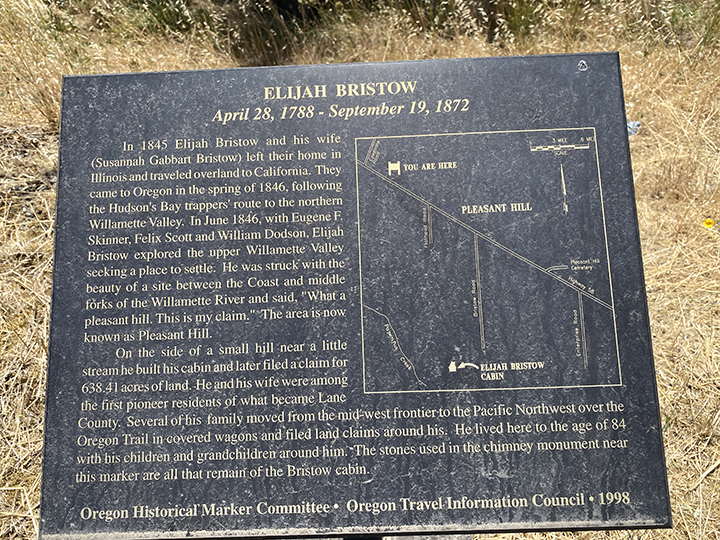 ELIJAH BRISTOW
April 28, 1788 - September 19, 1872
In 1845 Elijah Bristow and his wife
(Susannah Gabbart Bristow) left their home in
Illinois and traveled overland to California. They
came to Oregon in the spring of 1846, following
the Hudson's Bay trappers' route to the northern
Willamette Valley. In June 1846, with Eugene F.
Skinner, Felix Scott and William Dodson, Elijah
Bristow explored the upper Willamette Valley
seeking a place to settle. He was struck with the
beauty of a site between the Coast and middle
forks of the Willamette River and said, "What a
pleasant hill. This is my claim." The area is now
known as Pleasant Hill.
On the side of a small hill near a little
stream he built his cabin and later filed a claim for
638.41 acres of land. He and his wife were among
the first pioneer residents of what became Lane
County. Several of his family moved from the mid-west frontier to the Pacific Northwest over the
Oregon Trail in covered wagons and filed land claims around his. He lived here to the age of 84
with his children and grandchildren around him. The stones used in the chimney monument near
this marker are all that remain of the Bristow cabin.
Oregon Historical Marker Committee • Oregon Travel Information Council • 1998
MILE
SCALE
YOU ARE HERE
PLEASANT HILL
Pleasant Hill
Cemetery
Highway 58
Bristow Road
Enterprise Road
Creek
ELIJAH BRISTOW
CABIN